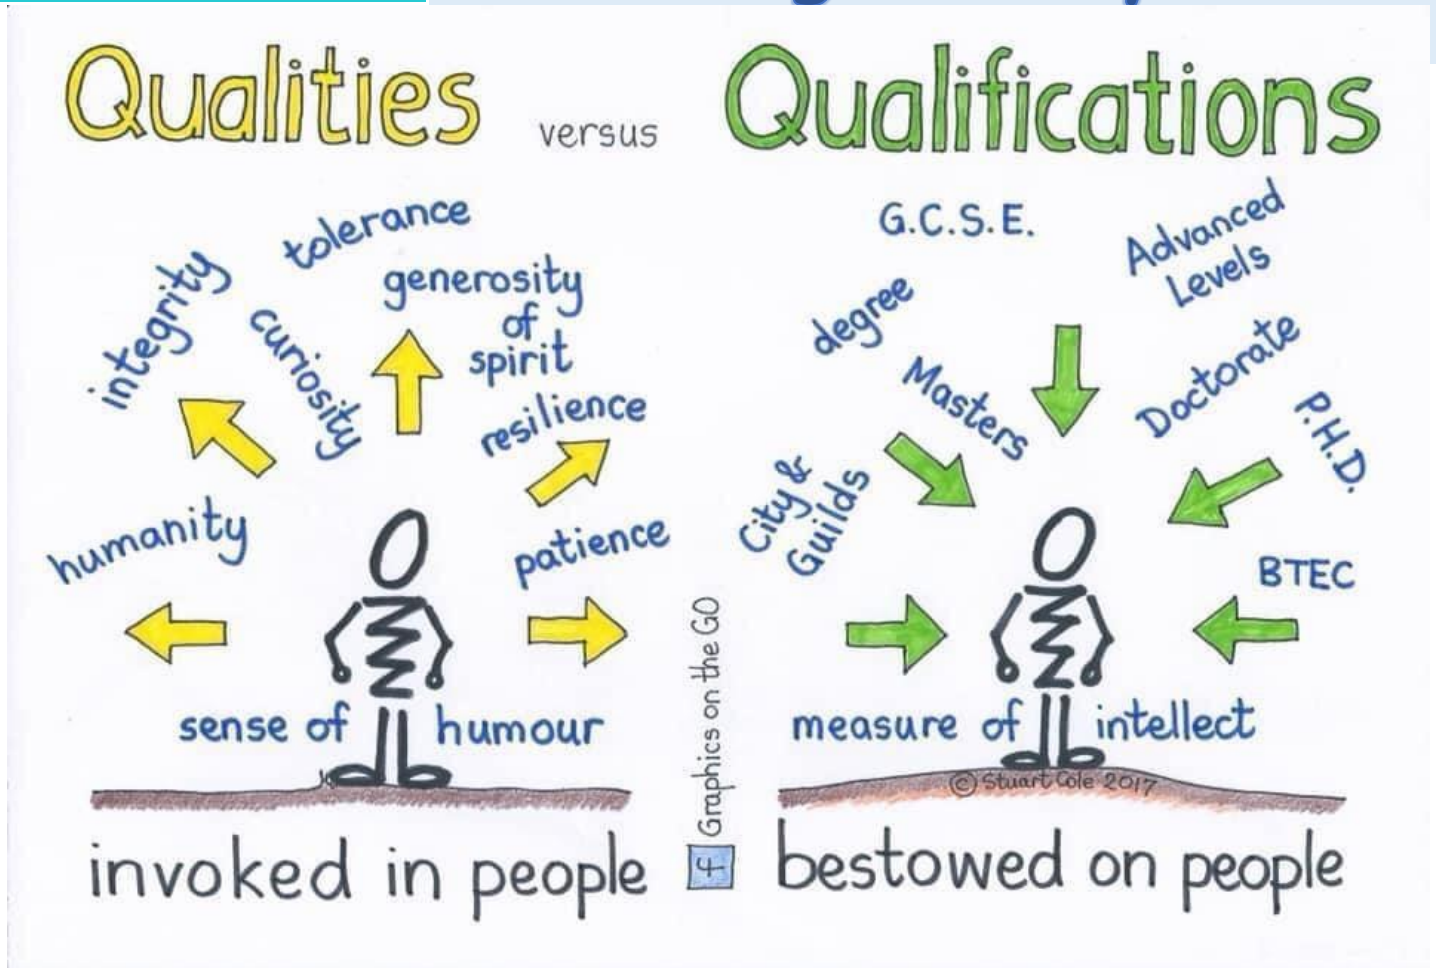 Qualities
versus
Qualifications
tolerance
integrity
curiosity
generosity
of
spirit
resilience
humanity
patience
sense of humour
invoked in people
G.C.S.E.
Advanced
Levels
degree
Masters
Doctorate
P.H.D.
City &
Guilds
BTEC
measure of intellect
© Stuart Cole 2017
bestowed on people
f Graphics on the GO